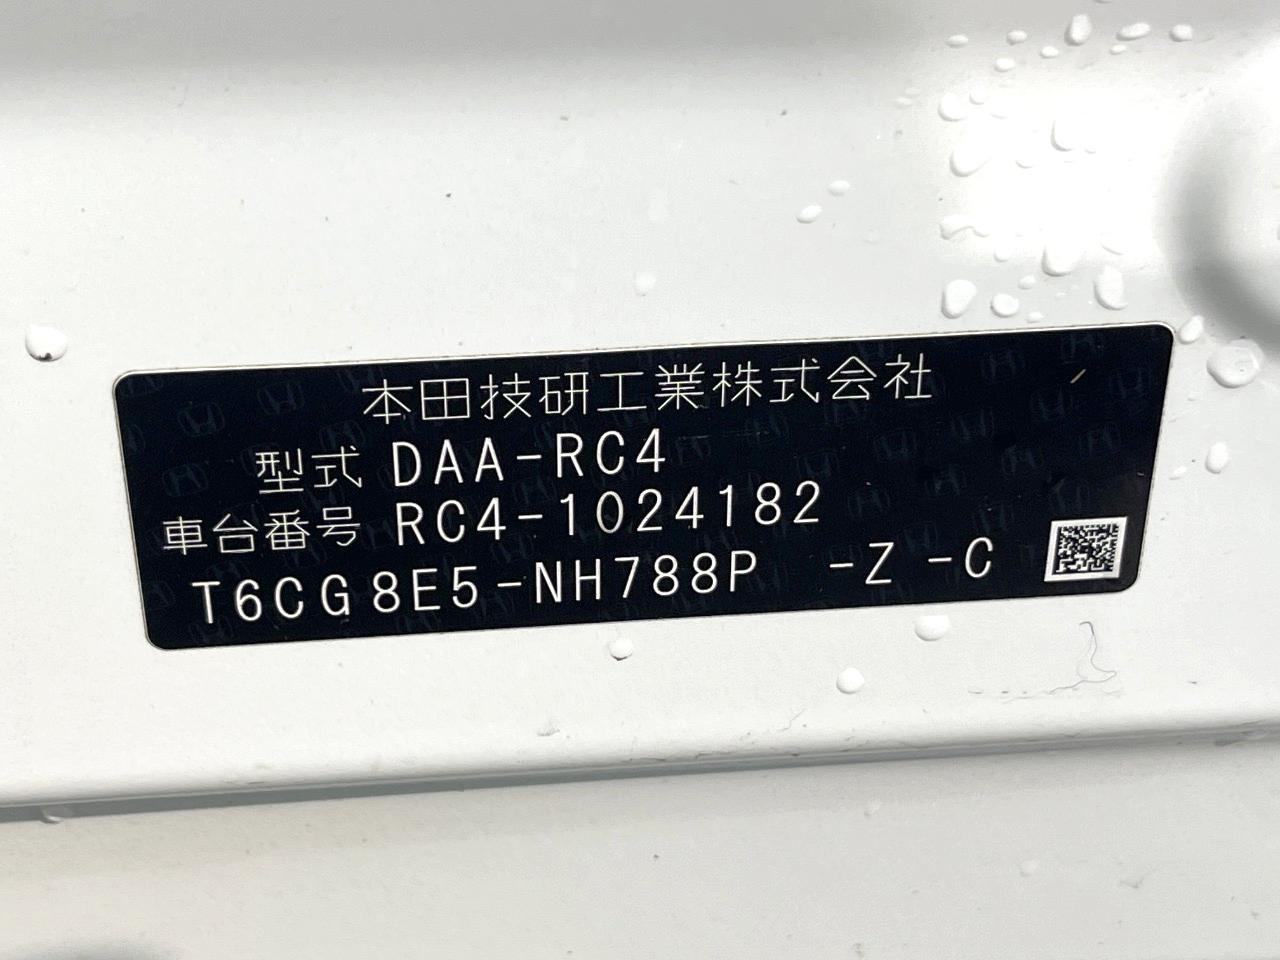 本田技研工業株式会社
型式 DAA-RC4
車台番号 RC4-1024182
T6CG8E5-NH788P -Z -C